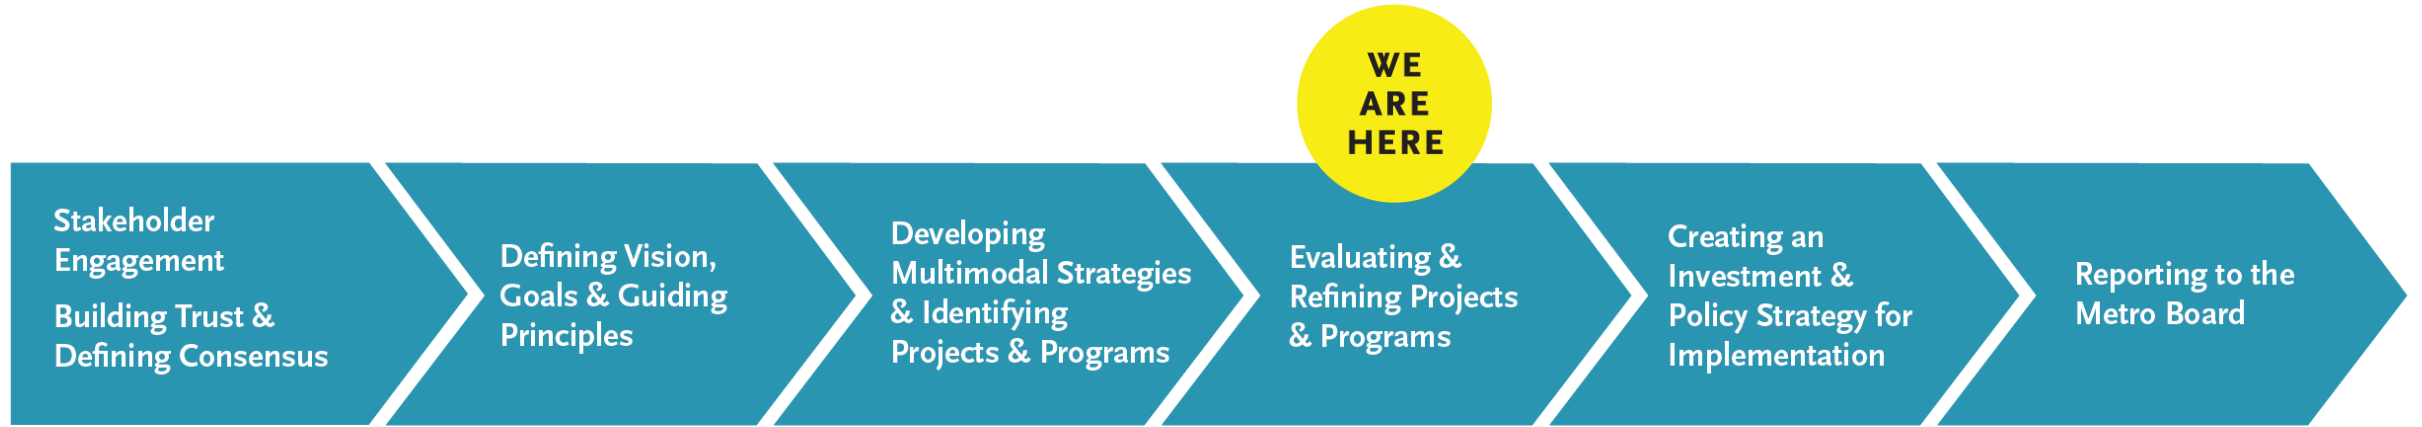 WE
ARE
HERE
Stakeholder
Engagement
Building Trust &
Defining Consensus
Defining Vision,
Goals & Guiding
Principles
Developing
Multimodal Strategies
& Identifying
Projects & Programs
Evaluating &
Refining Projects
& Programs
Creating an
Investment &
Policy Strategy for
Implementation
Reporting to the
Metro Board